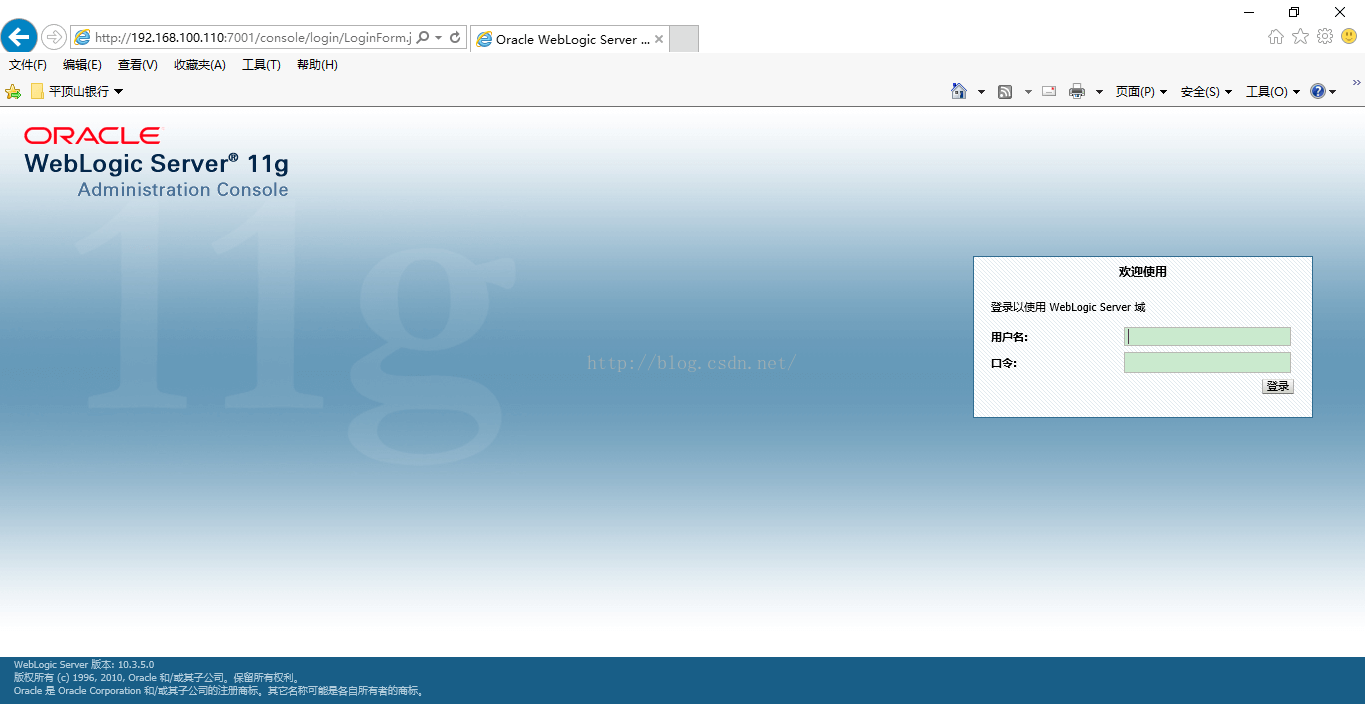 http://192.168.100.110:7001/console/login/LoginForm.j
Oracle WebLogic Server ...
文件(F) 编辑(E) 查看(V) 收藏夹(A) 工具(T) 帮助(H)
平顶山银行
页面(P) 安全(S) 工具(O)
ORACLE
WebLogic Server® 11g
Administration Console
11g
欢迎使用
登录以使用 WebLogic Server 域
用户名:
口令:
登录
http://blog.csdn.net/
WebLogic Server 版本: 10.3.5.0
版权所有 (c) 1996, 2010, Oracle 和/或其子公司。保留所有权利。
Oracle 是 Oracle Corporation 和/或其子公司的注册商标。其它名称可能是各自所有者的商标。